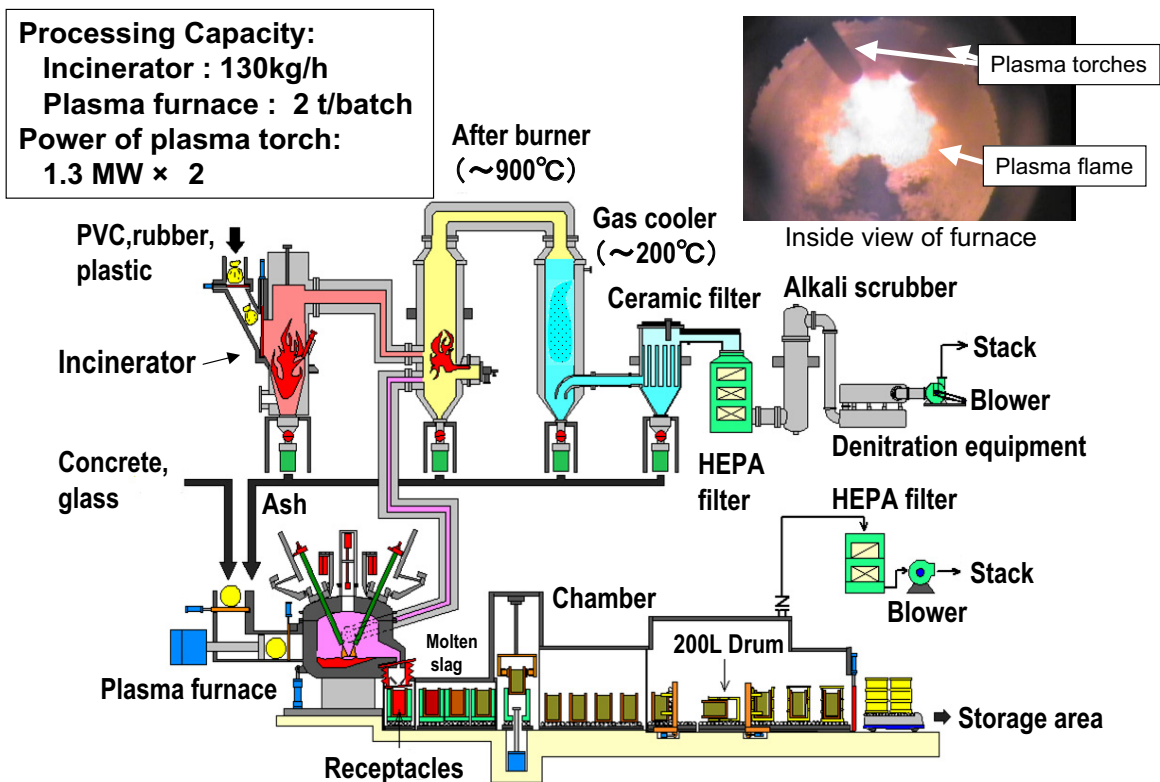 Processing Capacity:
Incinerator : 130kg/h
Plasma furnace : 2 t/batch
Power of plasma torch:
1.3 MW × 2
Plasma torches
Plasma flame
Inside view of furnace
After burner
(～900℃)
Gas cooler
(～200℃)
PVC,rubber,
plastic
Ceramic filter
Alkali scrubber
Incinerator
Stack
Blower
Denitration equipment
HEPA
filter
Concrete,
glass
Ash
HEPA filter
Stack
Blower
Chamber
Molten
slag
200L Drum
Plasma furnace
Storage area
Receptacles